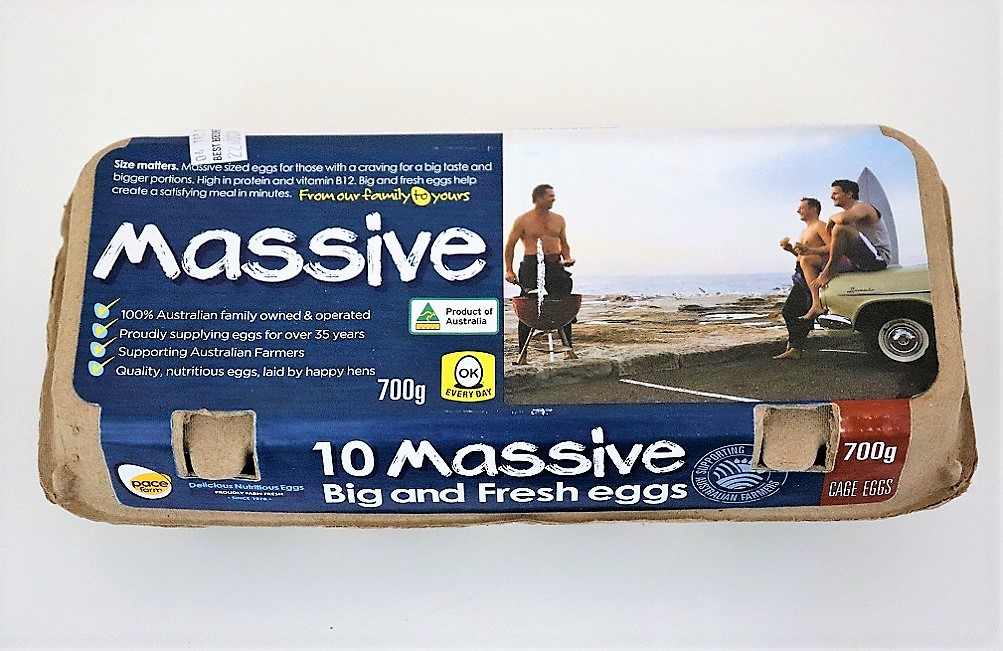 BEST BEFORE
Size matters. Massive sized eggs for those with a craving for a big taste and
bigger portions. High in protein and vitamin B12. Big and fresh eggs help
create a satisfying meal in minutes. From our family to yours
Massive
100% Australian family owned & operated
Proudly supplying eggs for over 35 years
Supporting Australian Farmers
Quality, nutritious eggs, laid by happy hens
Product of
Australia
OK
EVERY DAY
700g
10 Massive
Big and Fresh eggs
pace
farm
Delicious Nutritious Eggs
PROUDLY FARM FRESH
SUPPORTING
AUSTRALIAN FARMERS
700g
CAGE EGGS